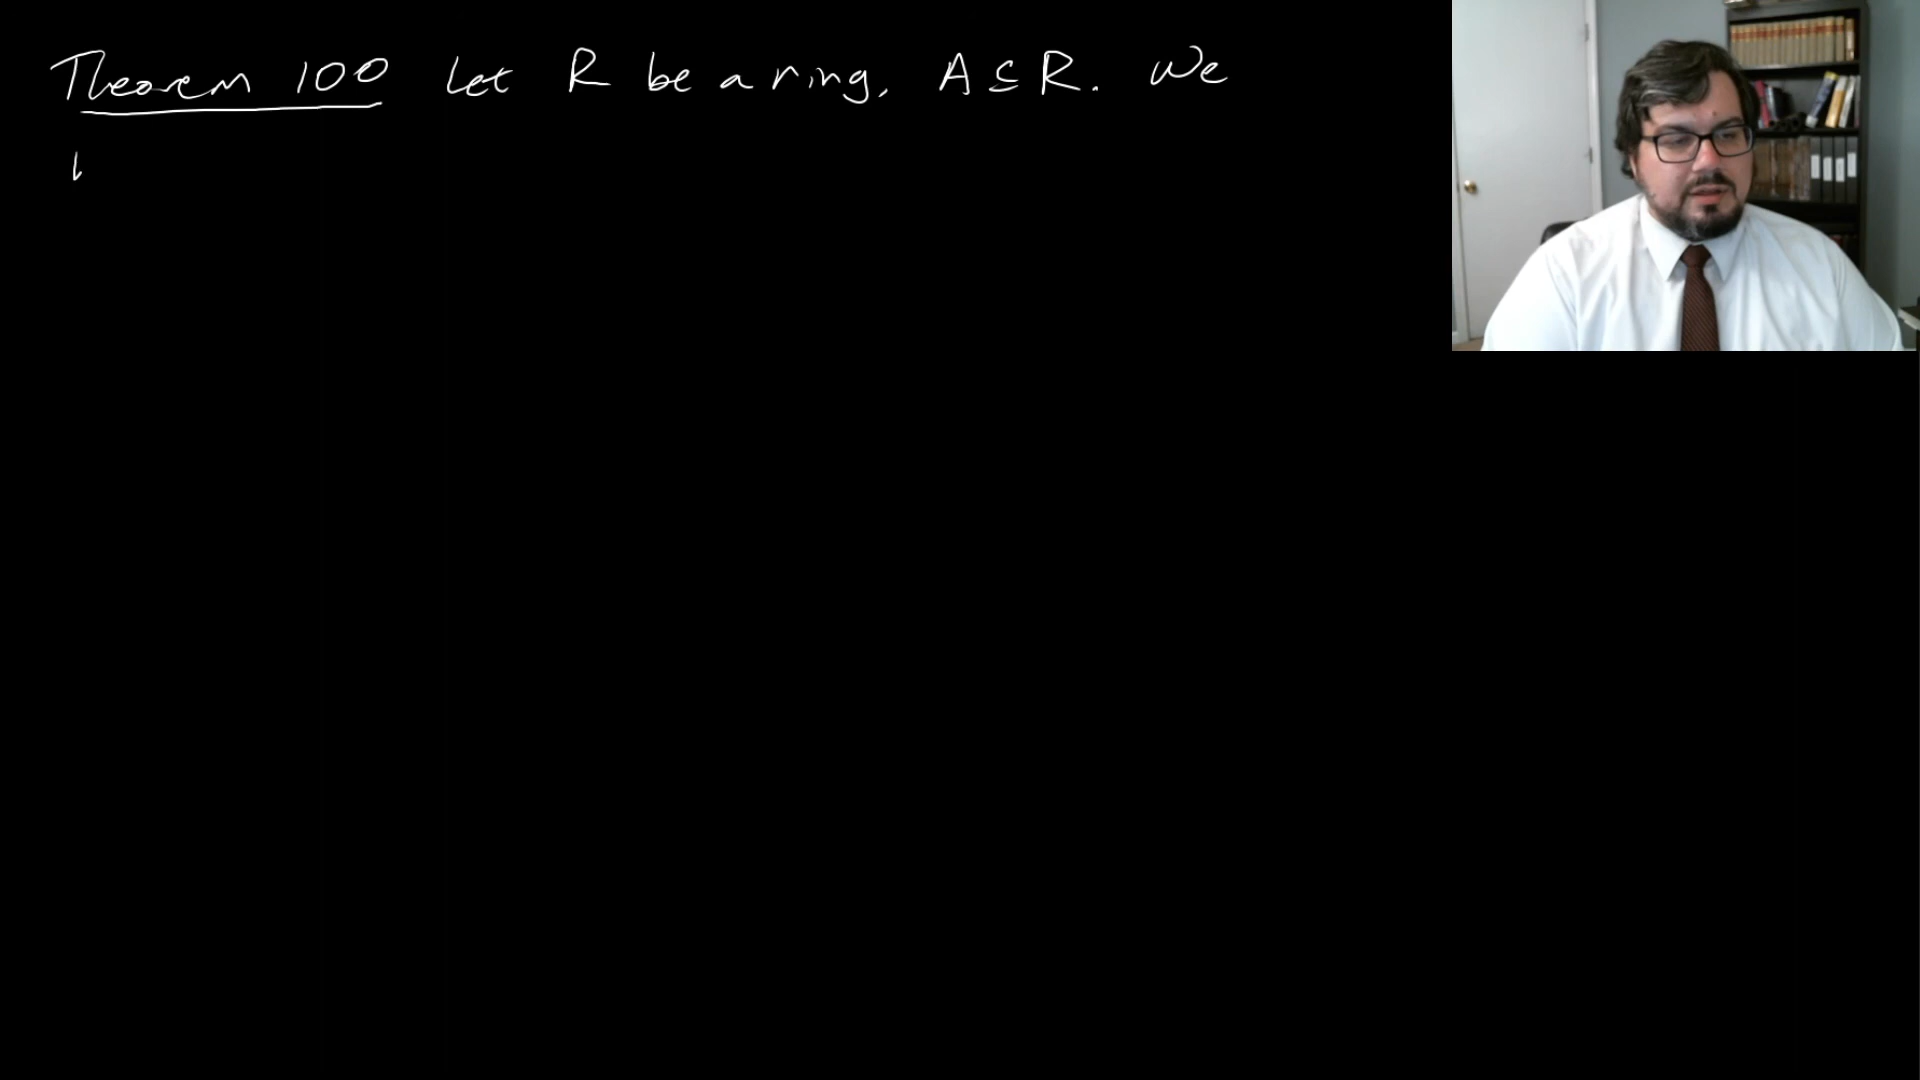 Theorem 100 Let R be a ring, A ⊆ R. We